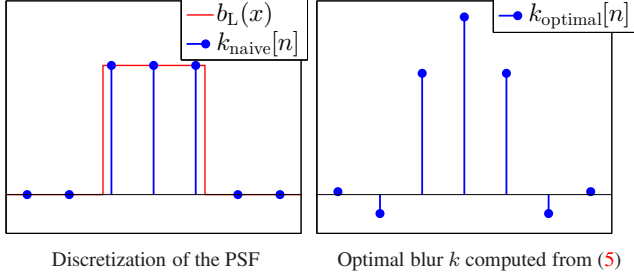 b_L(x)
k_naive[n]
k_optimal[n]
Discretization of the PSF
Optimal blur k computed from (5)